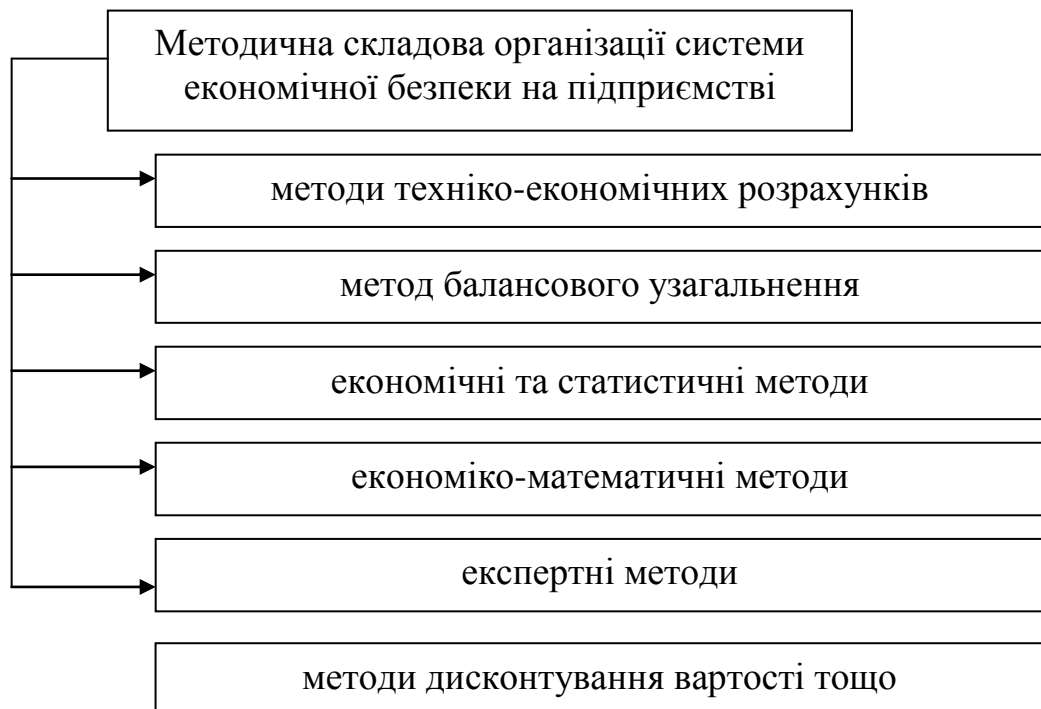 Методична складова організації системи
економічної безпеки на підприємстві
методи техніко-економічних розрахунків
метод балансового узагальнення
економічні та статистичні методи
економіко-математичні методи
експертні методи
методи дисконтування вартості тощо